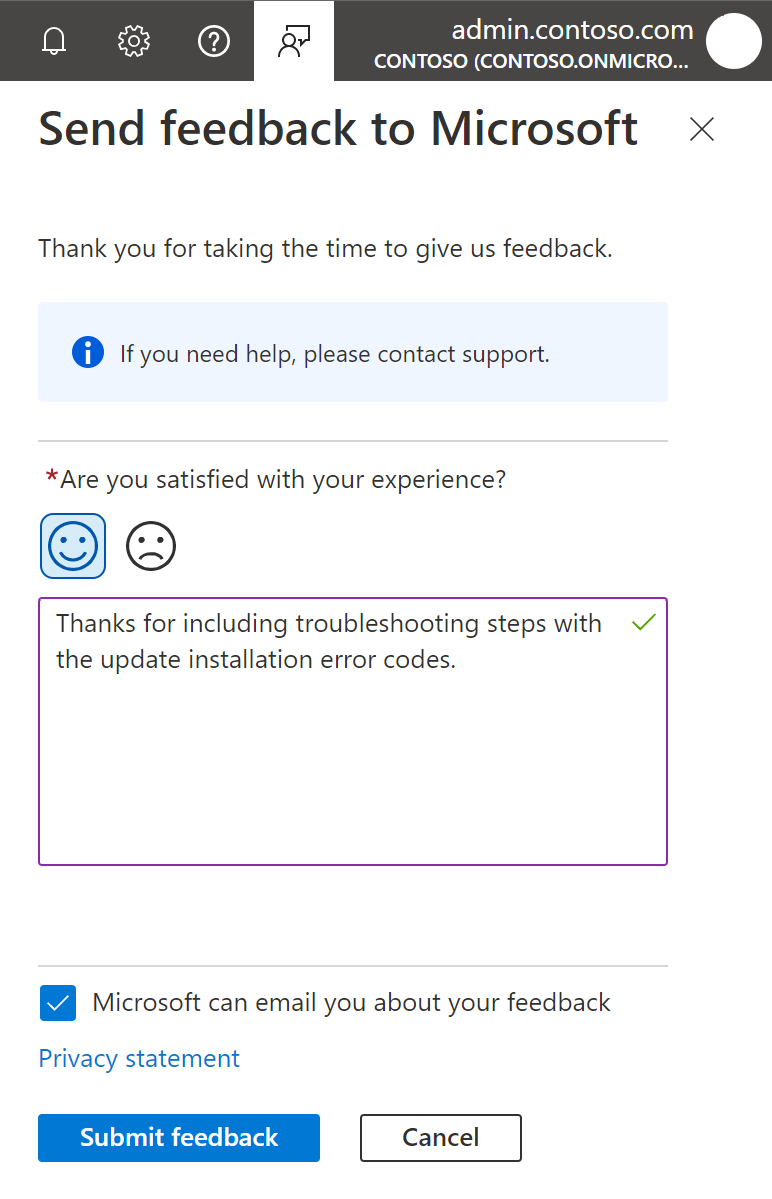 admin.contoso.com
CONTOSO (CONTOSO.ONMICRO...
Send feedback to Microsoft
Thank you for taking the time to give us feedback.
If you need help, please contact support.
*Are you satisfied with your experience?
Thanks for including troubleshooting steps with
the update installation error codes.
Microsoft can email you about your feedback
Privacy statement
Submit feedback
Cancel